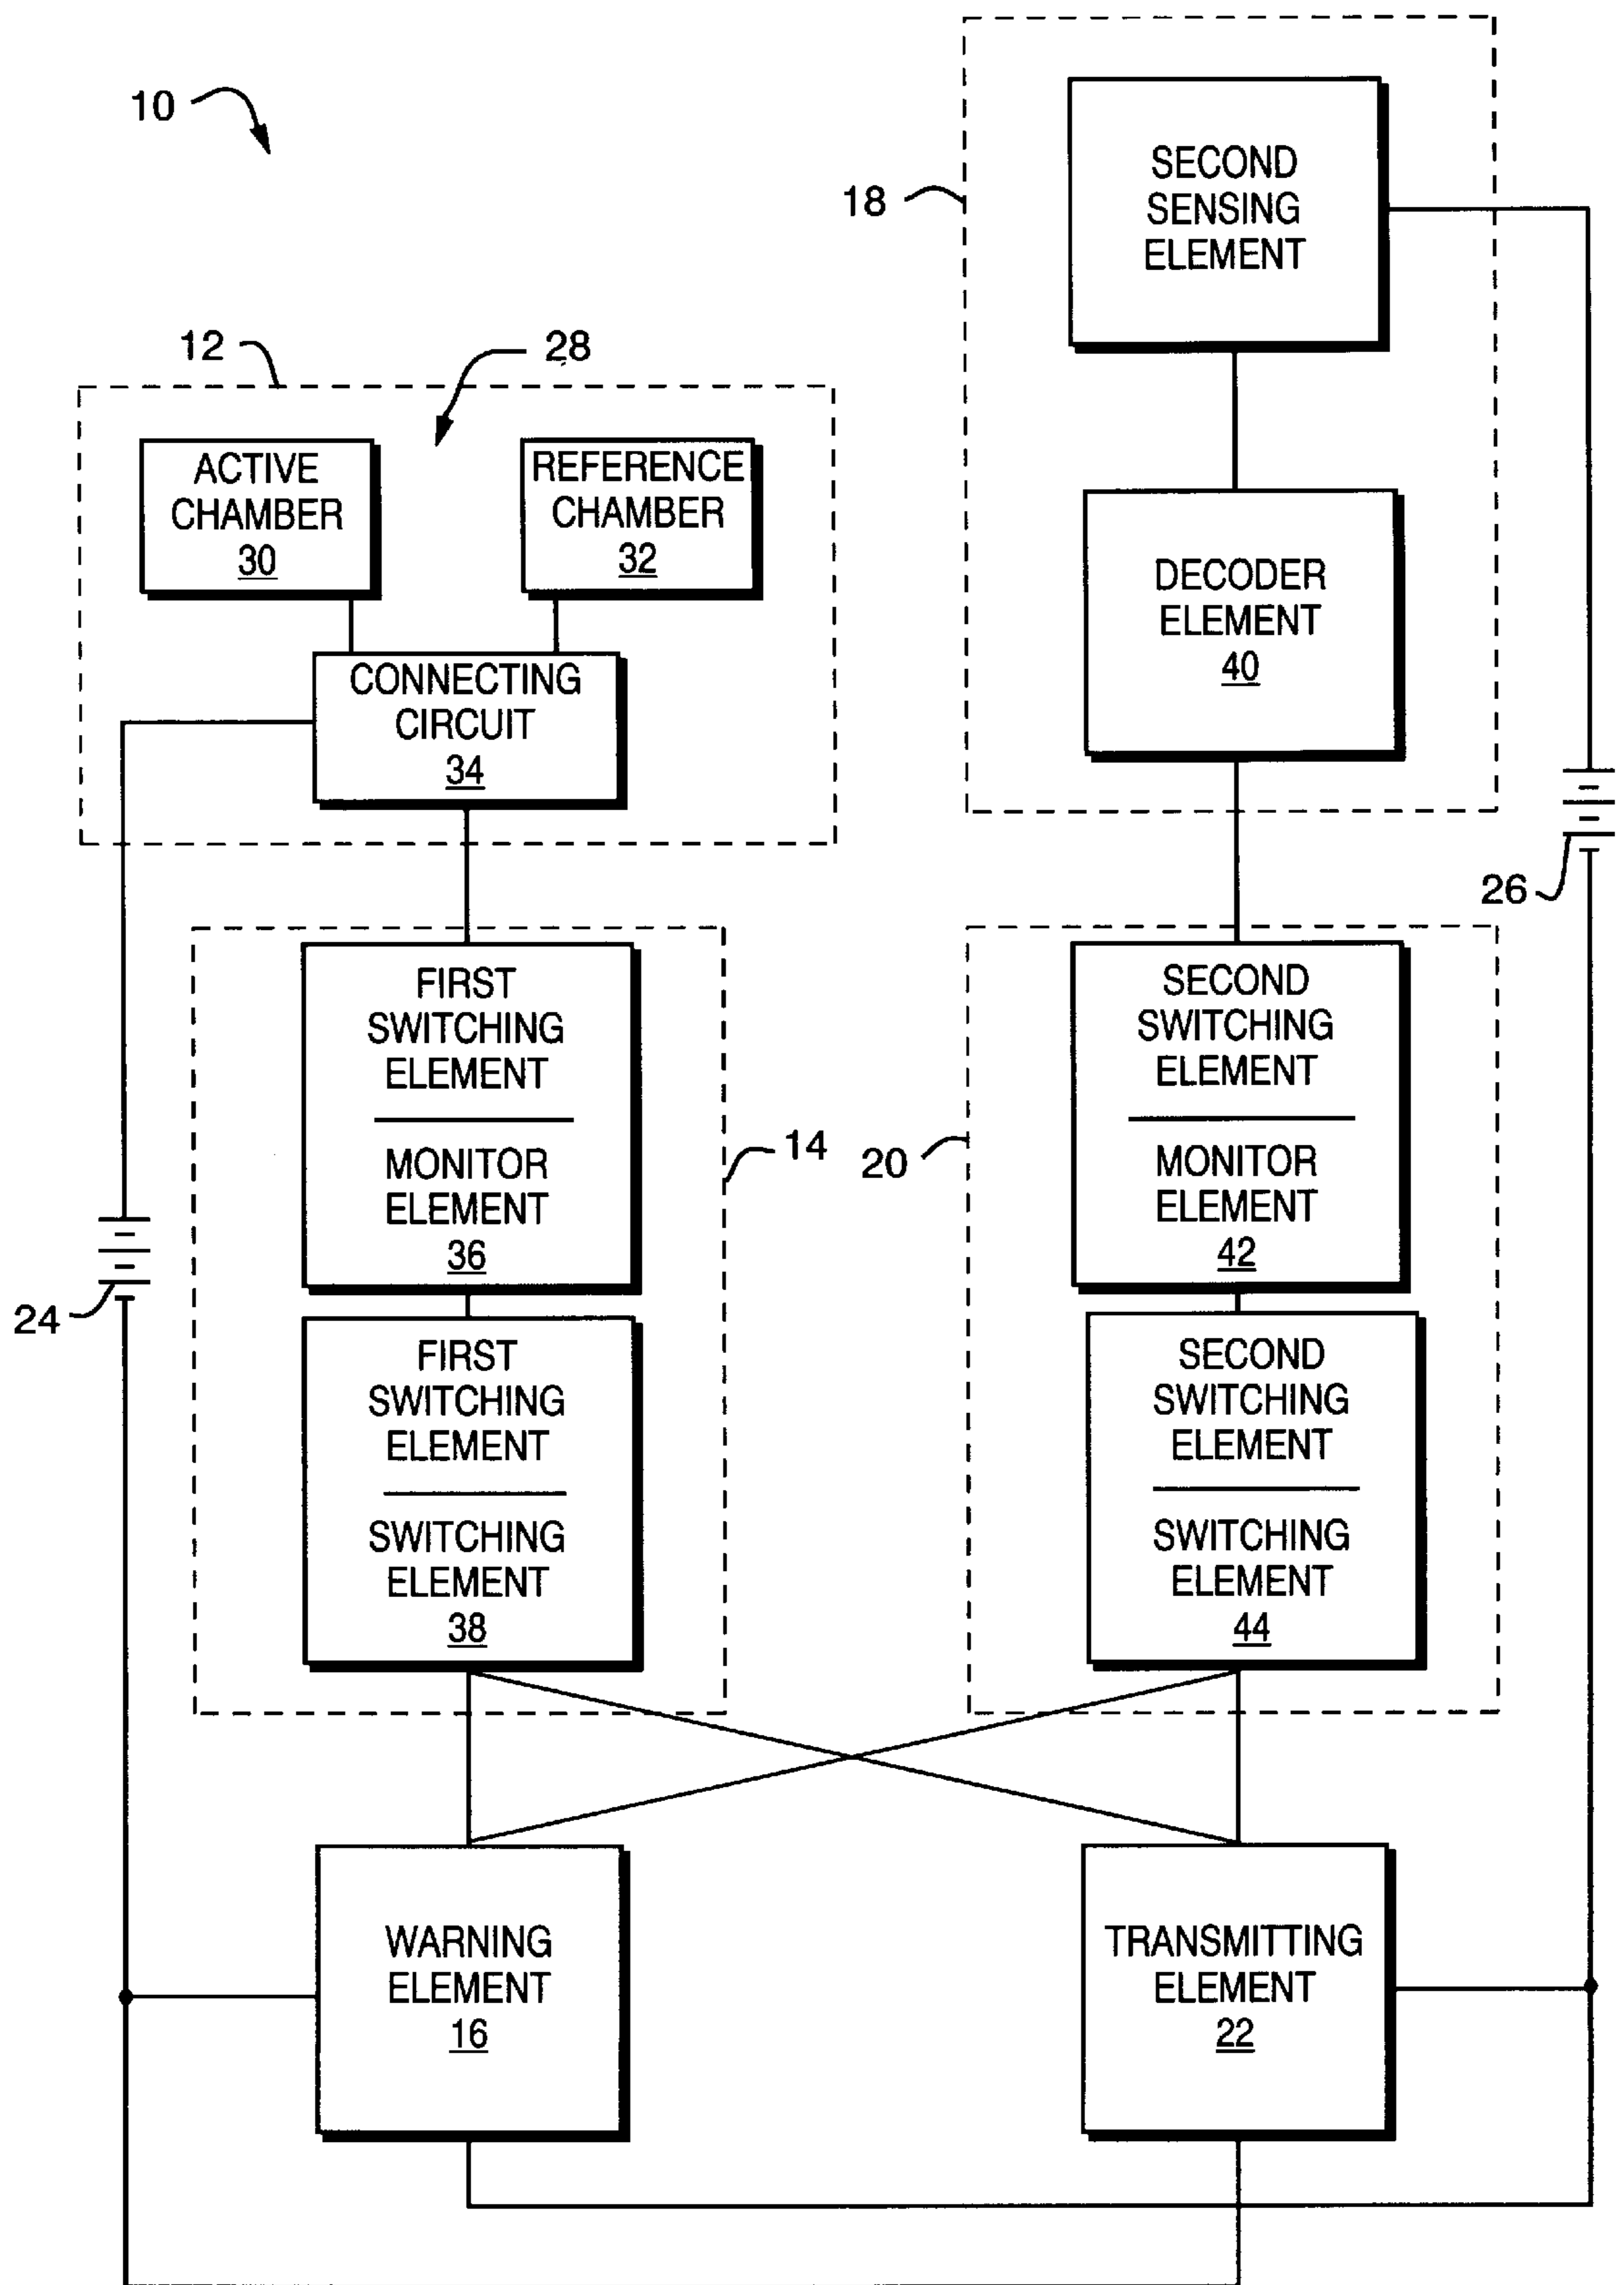 10
18
SECOND
SENSING
ELEMENT
12
28
ACTIVE
CHAMBER
30
REFERENCE
CHAMBER
32
CONNECTING
CIRCUIT
34
DECODER
ELEMENT
40
26
FIRST
SWITCHING
ELEMENT
MONITOR
ELEMENT
36
14
20
SECOND
SWITCHING
ELEMENT
MONITOR
ELEMENT
42
24
FIRST
SWITCHING
ELEMENT
SWITCHING
ELEMENT
38
SECOND
SWITCHING
ELEMENT
SWITCHING
ELEMENT
44
WARNING
ELEMENT
16
TRANSMITTING
ELEMENT
22